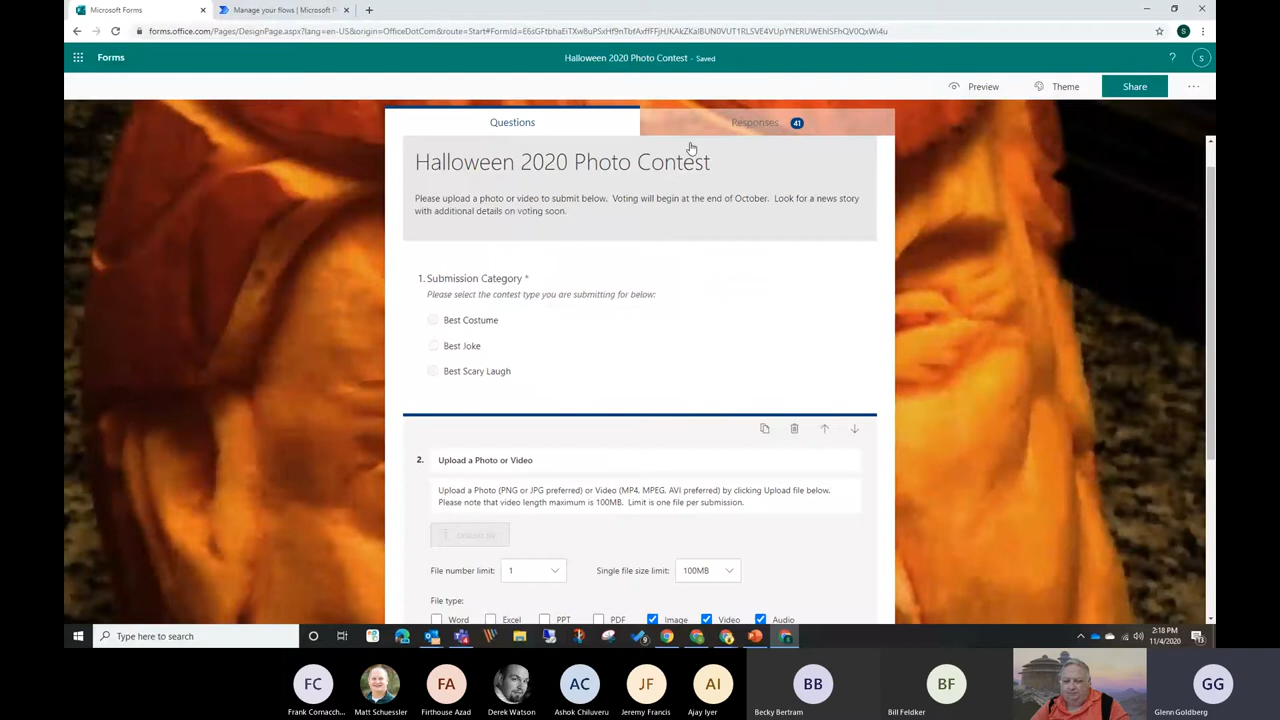 Microsoft Forms
Manage your flows | Microsoft P
forms.office.com/Pages/DesignPage.aspx?lang=en-US&origin=OfficeDotCom&route=Start#FormId=
Forms
Halloween 2020 Photo Contest - Saved
?
S
Preview
Theme
Share
Questions
Responses 41
Halloween 2020 Photo Contest
Please upload a photo or video to submit below. Voting will begin at the end of October. Look for a news story
with additional details on voting soon.
1. Submission Category *
Please select the contest type you are submitting for below:
Best Costume
Best Joke
Best Scary Laugh
2. Upload a Photo or Video
Upload a Photo (PNG or JPG preferred) or Video (MP4, MPEG, AVI preferred) by clicking Upload file below.
Please note that video length maximum is 100MB. Limit is one file per submission.
File number limit: 1
Single file size limit: 100MB
File type:
Word Excel PPT PDF Image Video Audio
Type here to search
2:18 PM
11/4/2020
FC
FA
AC
JF
AI
BB
BF
GG
Frank Cornacch...
Matt Schuessler
Firthouse Azad
Derek Watson
Ashok Chiluveru
Jeremy Francis
Ajay Iyer
Becky Bertram
Bill Feldker
Glenn Goldberg